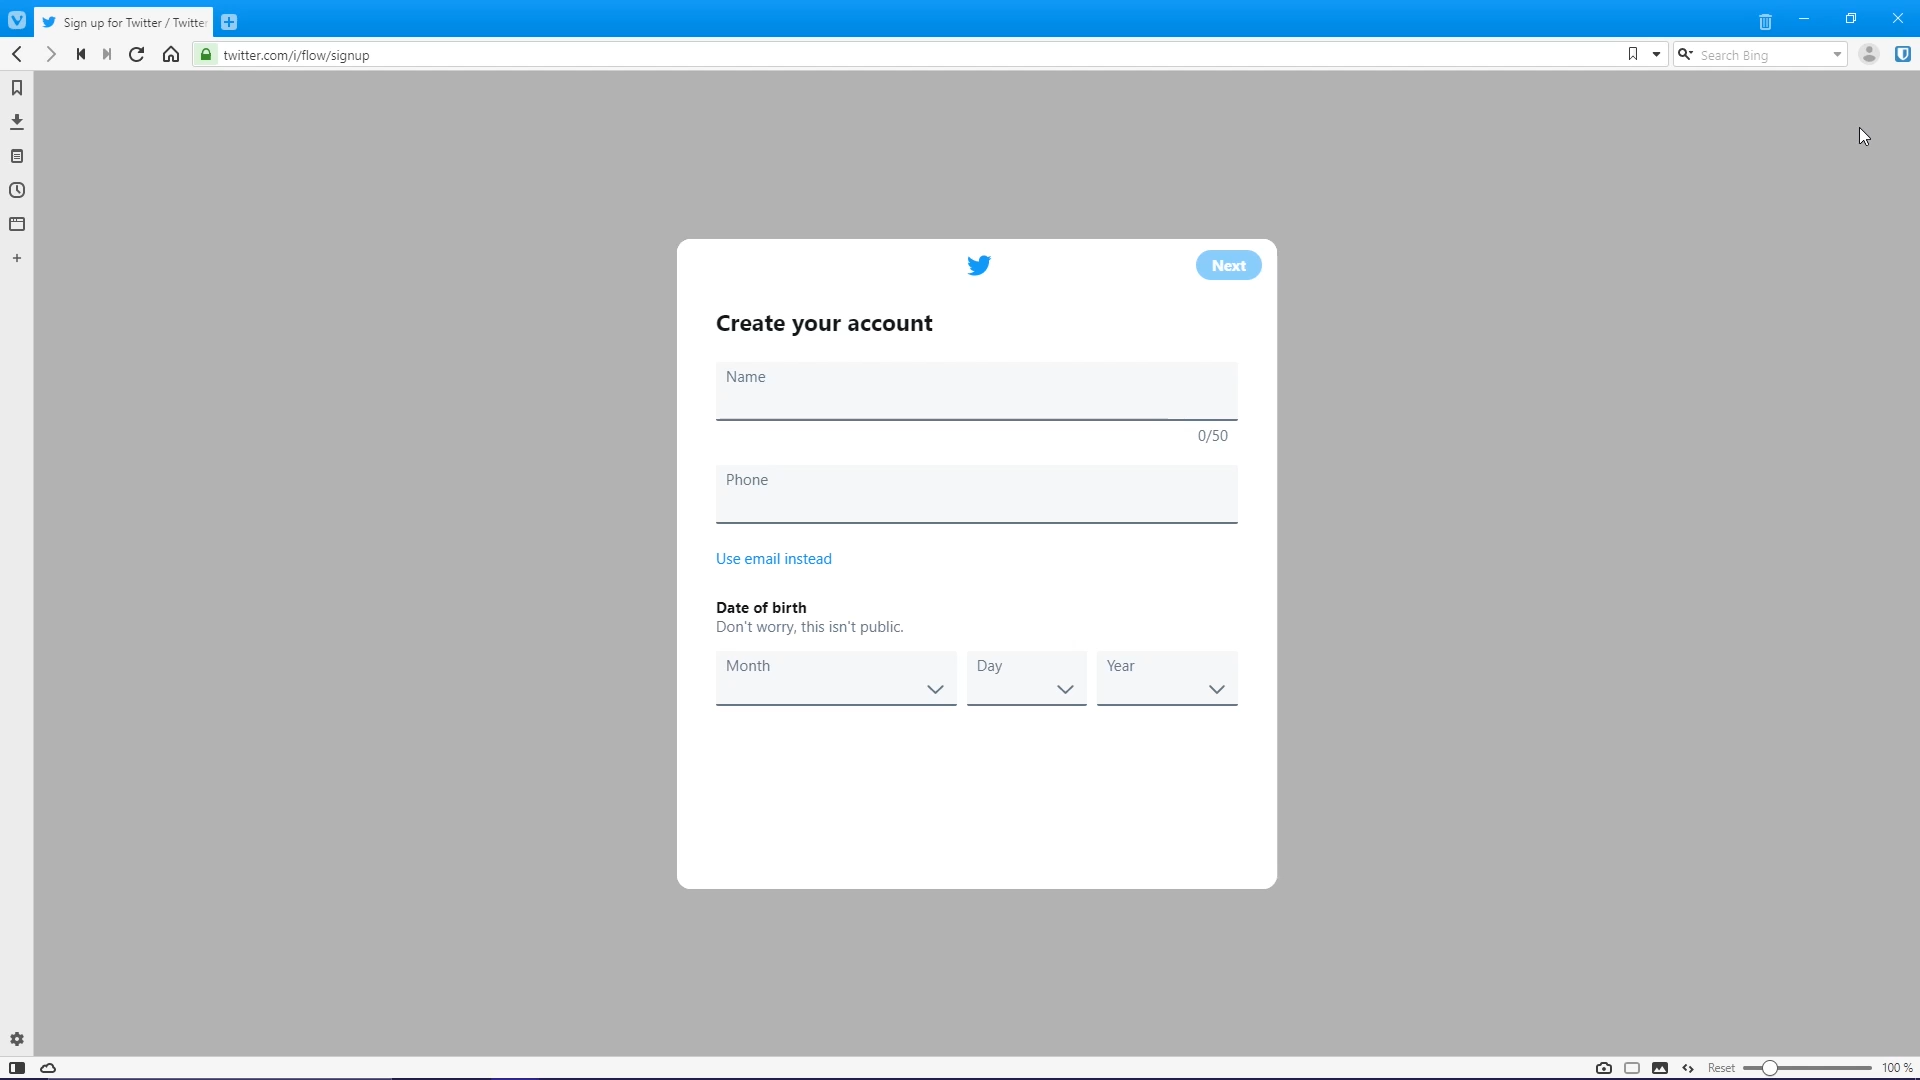 Sign up for Twitter / Twitter
twitter.com/i/flow/signup
Search Bing
Next
Create your account
Name
0/50
Phone
Use email instead
Date of birth
Don't worry, this isn't public.
Month
Day
Year
Reset
100 %